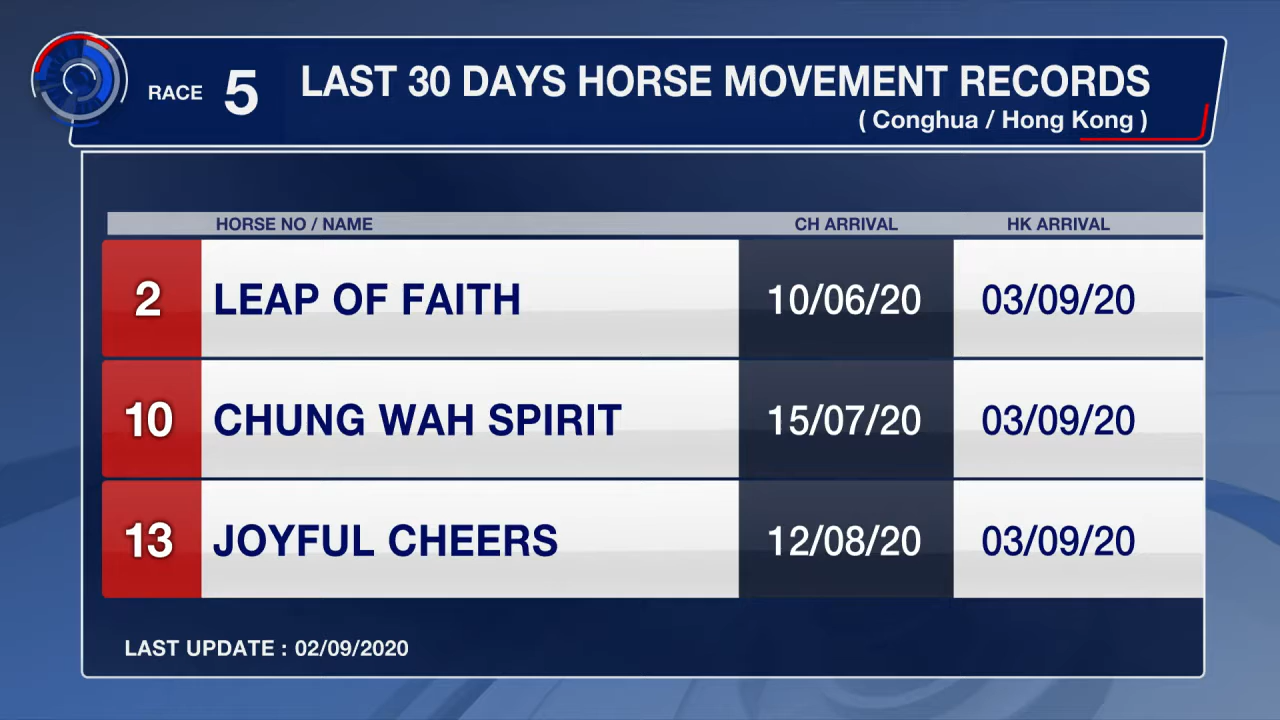 RACE 5 LAST 30 DAYS HORSE MOVEMENT RECORDS
( Conghua / Hong Kong )
HORSE NO / NAME CH ARRIVAL HK ARRIVAL
2 LEAP OF FAITH 10/06/20 03/09/20
10 CHUNG WAH SPIRIT 15/07/20 03/09/20
13 JOYFUL CHEERS 12/08/20 03/09/20
LAST UPDATE : 02/09/2020